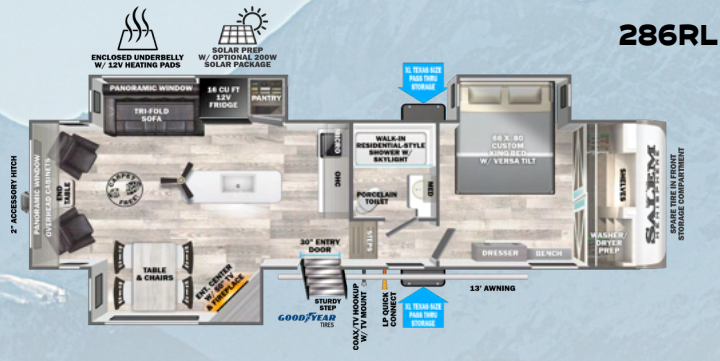 286RL
ENCLOSED UNDERBELLY
W/ 12V HEATING PADS
SOLAR PREP
W/ OPTIONAL 200W
SOLAR PACKAGE
XL TEXAS SIZE
PASS THRU
STORAGE
PANORAMIC WINDOW
TRI-FOLD
SOFA
16 CU FT
12V
FRIDGE
PANTRY
MICRO
OHC
WALK-IN
RESIDENTIAL-STYLE
SHOWER W/
SKYLIGHT
PORCELAIN
TOILET
MED
66 X 80
CUSTOM
KING BED
W/ VERSA TILT
SHELVES
WASHER/
DRYER
PREP
SALEM
SPARE TIRE IN FRONT
STORAGE COMPARTMENT
2" ACCESSORY HITCH
PANORAMIC WINDOW
OVERHEAD CABINETS
END
TABLE
CARPET
FREE!
TABLE
& CHAIRS
ENT. CENTER
W/ 50" TV
& FIREPLACE
30" ENTRY
DOOR
STEPS
DRESSER
BENCH
STURDY
STEP
GOODYEAR
TIRES
COAX/TV HOOKUP
W/ TV MOUNT
LP QUICK
CONNECT
13' AWNING
XL TEXAS SIZE
PASS THRU
STORAGE